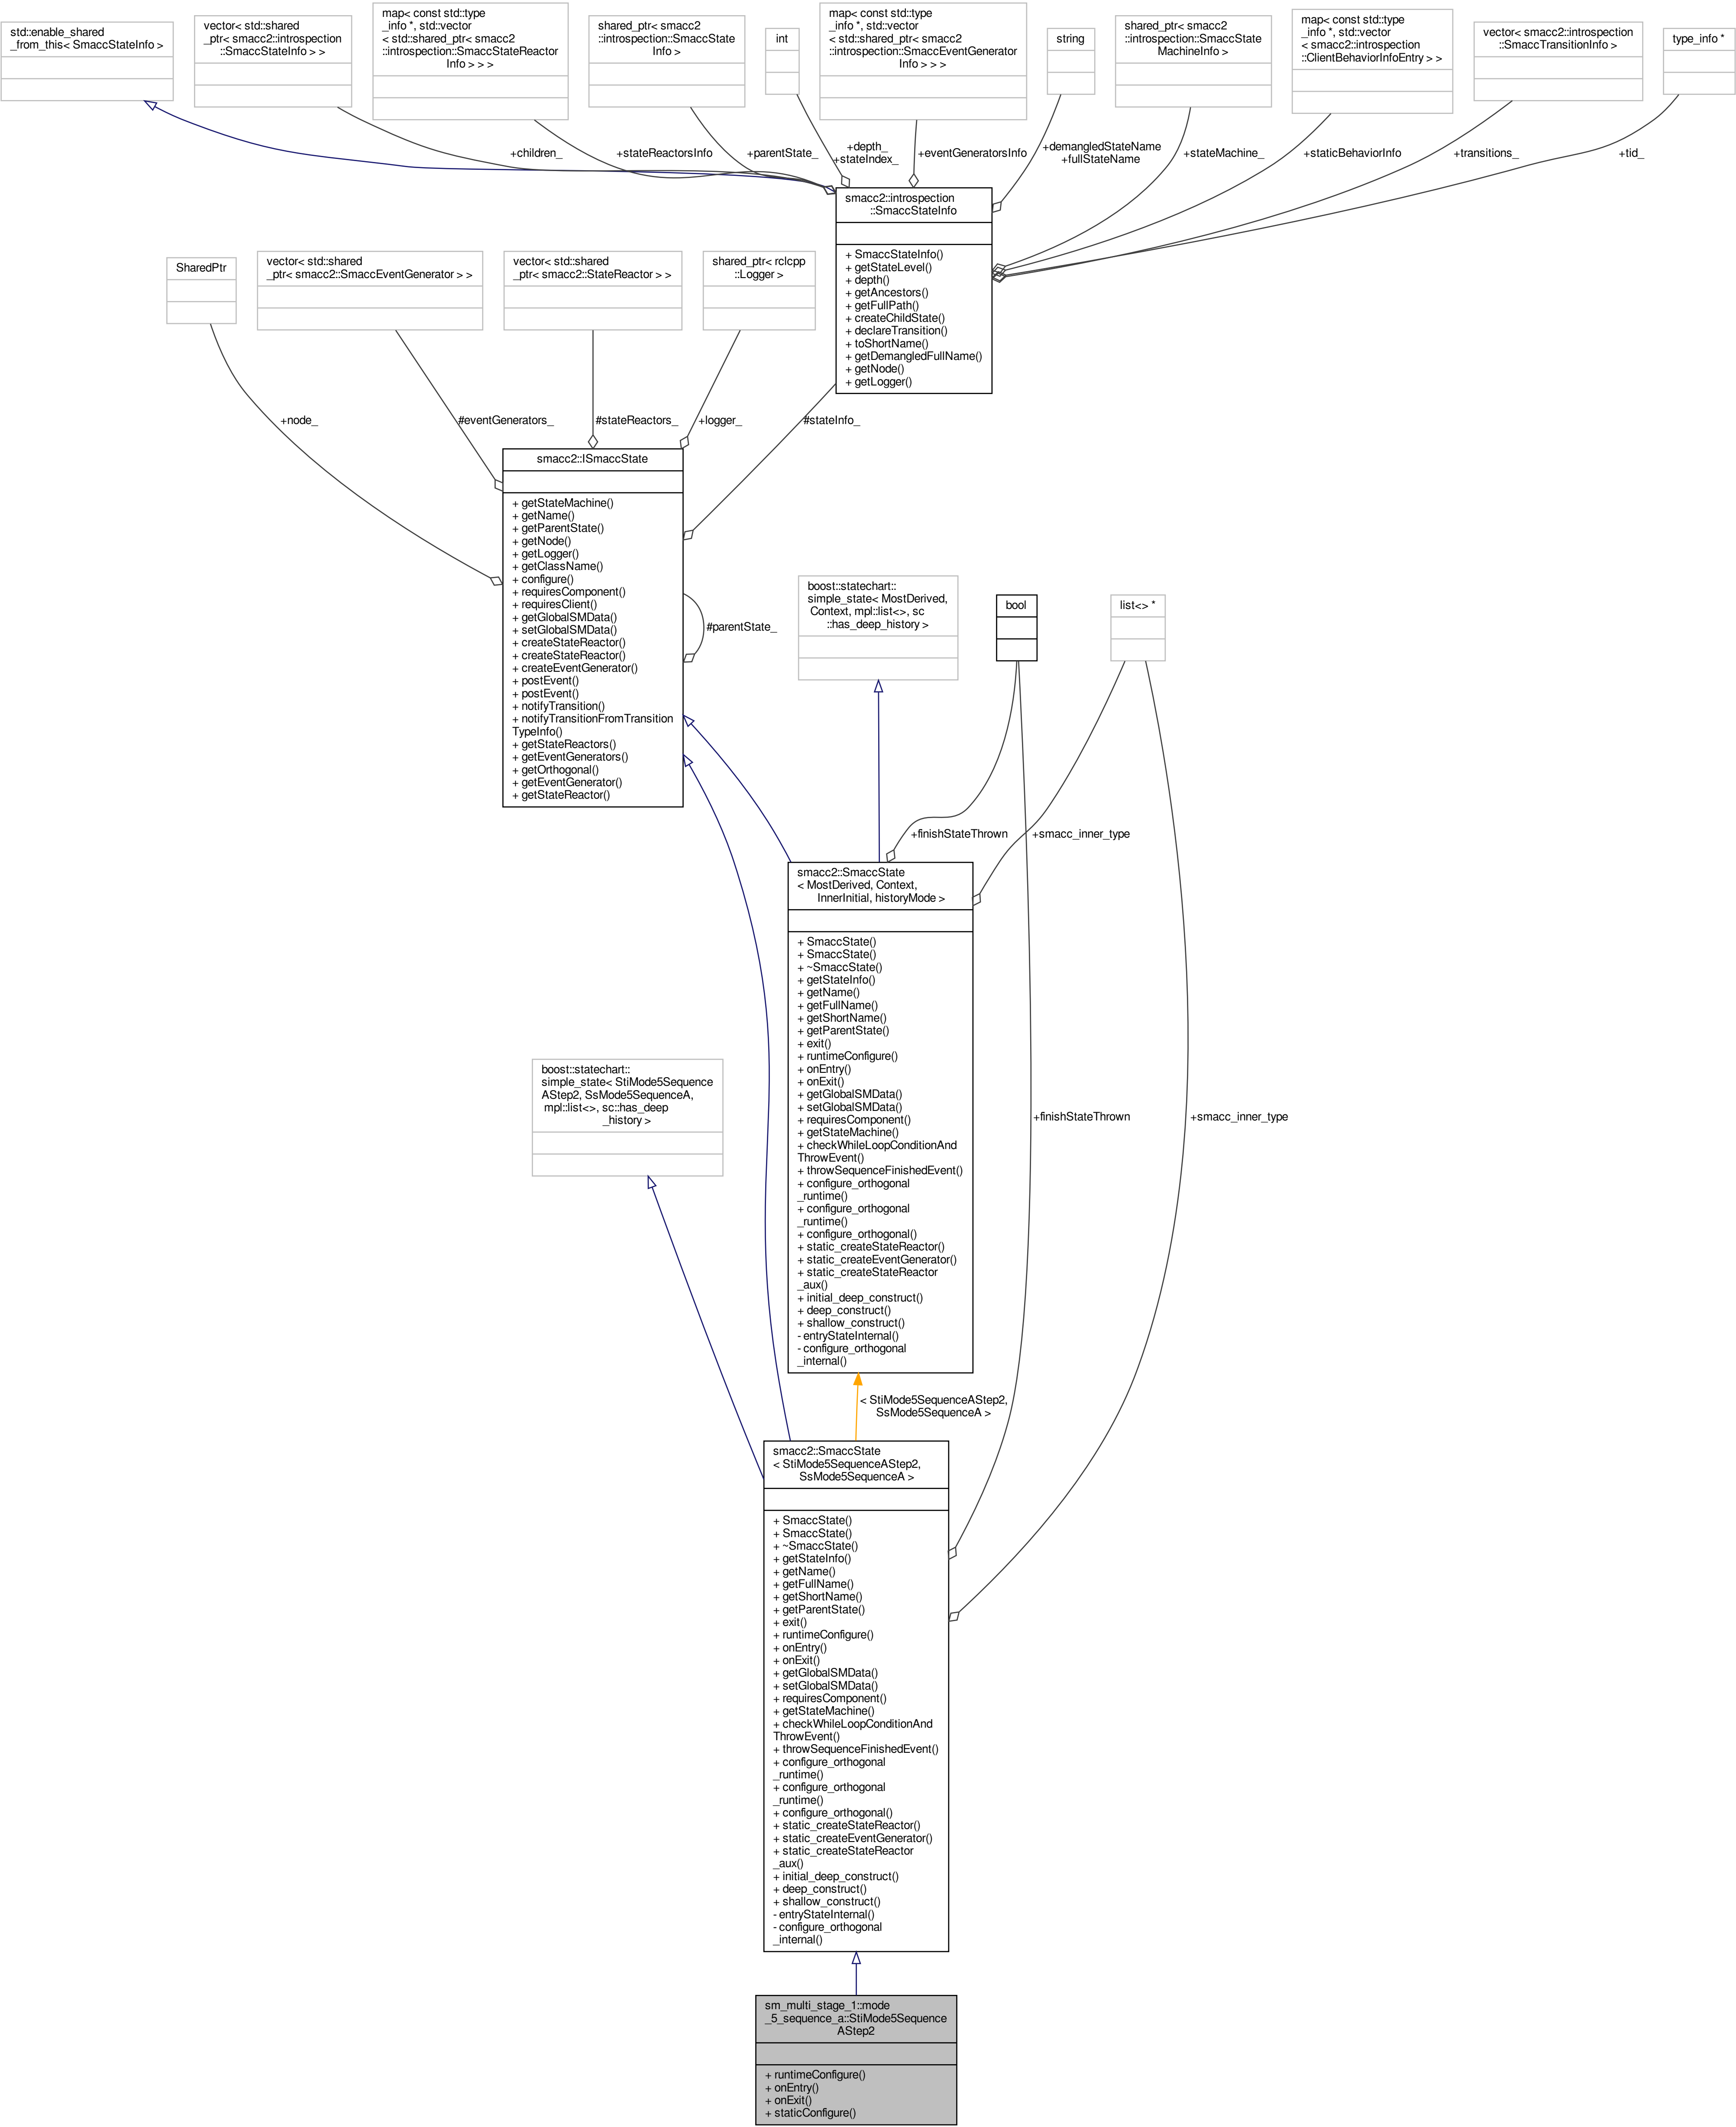 std::enable_shared
_from_this< SmaccStateInfo >
vector< std::shared
_ptr< smacc2::introspection
::SmaccStateInfo > >
map< const std::type
_info *, std::vector
< std::shared_ptr< smacc2
::introspection::SmaccStateReactor
Info > > >
shared_ptr< smacc2
::introspection::SmaccState
Info >
int
map< const std::type
_info *, std::vector
< std::shared_ptr< smacc2
::introspection::SmaccEventGenerator
Info > > >
string
shared_ptr< smacc2
::introspection::SmaccState
MachineInfo >
map< const std::type
_info *, std::vector
< smacc2::introspection
::ClientBehaviorInfoEntry > >
vector< smacc2::introspection
::SmaccTransitionInfo >
type_info *
+children_
+stateReactorsInfo
+parentState_
+depth_
+stateIndex_
+eventGeneratorsInfo
+demangledStateName
+fullStateName
+stateMachine_
+staticBehaviorInfo
+transitions_
+tid_
smacc2::introspection
::SmaccStateInfo
+ SmaccStateInfo()
+ getStateLevel()
+ depth()
+ getAncestors()
+ getFullPath()
+ createChildState()
+ declareTransition()
+ toShortName()
+ getDemangledFullName()
+ getNode()
+ getLogger()
SharedPtr
vector< std::shared
_ptr< smacc2::SmaccEventGenerator > >
vector< std::shared
_ptr< smacc2::StateReactor > >
shared_ptr< rclcpp
::Logger >
+node_
#eventGenerators_
#stateReactors_
+logger_
#stateInfo_
smacc2::ISmaccState
+ getStateMachine()
+ getName()
+ getParentState()
+ getNode()
+ getLogger()
+ getClassName()
+ configure()
+ requiresComponent()
+ requiresClient()
+ getGlobalSMData()
+ setGlobalSMData()
+ createStateReactor()
+ createStateReactor()
+ createEventGenerator()
+ postEvent()
+ postEvent()
+ notifyTransition()
+ notifyTransitionFromTransition
TypeInfo()
+ getStateReactors()
+ getEventGenerators()
+ getOrthogonal()
+ getEventGenerator()
+ getStateReactor()
#parentState_
boost::statechart::
simple_state< MostDerived,
Context, mpl::list<>, sc
::has_deep_history >
bool
list<> *
+finishStateThrown
+smacc_inner_type
smacc2::SmaccState
< MostDerived, Context,
InnerInitial, historyMode >
+ SmaccState()
+ SmaccState()
+ ~SmaccState()
+ getStateInfo()
+ getName()
+ getFullName()
+ getShortName()
+ getParentState()
+ exit()
+ runtimeConfigure()
+ onEntry()
+ onExit()
+ getGlobalSMData()
+ setGlobalSMData()
+ requiresComponent()
+ getStateMachine()
+ checkWhileLoopConditionAnd
ThrowEvent()
+ throwSequenceFinishedEvent()
+ configure_orthogonal
_runtime()
+ configure_orthogonal
_runtime()
+ configure_orthogonal()
+ static_createStateReactor()
+ static_createEventGenerator()
+ static_createStateReactor
_aux()
+ initial_deep_construct()
+ deep_construct()
+ shallow_construct()
- entryStateInternal()
- configure_orthogonal
_internal()
boost::statechart::
simple_state< StiMode5Sequence
AStep2, SsMode5SequenceA,
mpl::list<>, sc::has_deep
_history >
+finishStateThrown
+smacc_inner_type
< StiMode5SequenceAStep2,
SsMode5SequenceA >
smacc2::SmaccState
< StiMode5SequenceAStep2,
SsMode5SequenceA >
+ SmaccState()
+ SmaccState()
+ ~SmaccState()
+ getStateInfo()
+ getName()
+ getFullName()
+ getShortName()
+ getParentState()
+ exit()
+ runtimeConfigure()
+ onEntry()
+ onExit()
+ getGlobalSMData()
+ setGlobalSMData()
+ requiresComponent()
+ getStateMachine()
+ checkWhileLoopConditionAnd
ThrowEvent()
+ throwSequenceFinishedEvent()
+ configure_orthogonal
_runtime()
+ configure_orthogonal
_runtime()
+ configure_orthogonal()
+ static_createStateReactor()
+ static_createEventGenerator()
+ static_createStateReactor
_aux()
+ initial_deep_construct()
+ deep_construct()
+ shallow_construct()
- entryStateInternal()
- configure_orthogonal
_internal()
sm_multi_stage_1::mode
_5_sequence_a::StiMode5Sequence
AStep2
+ runtimeConfigure()
+ onEntry()
+ onExit()
+ staticConfigure()